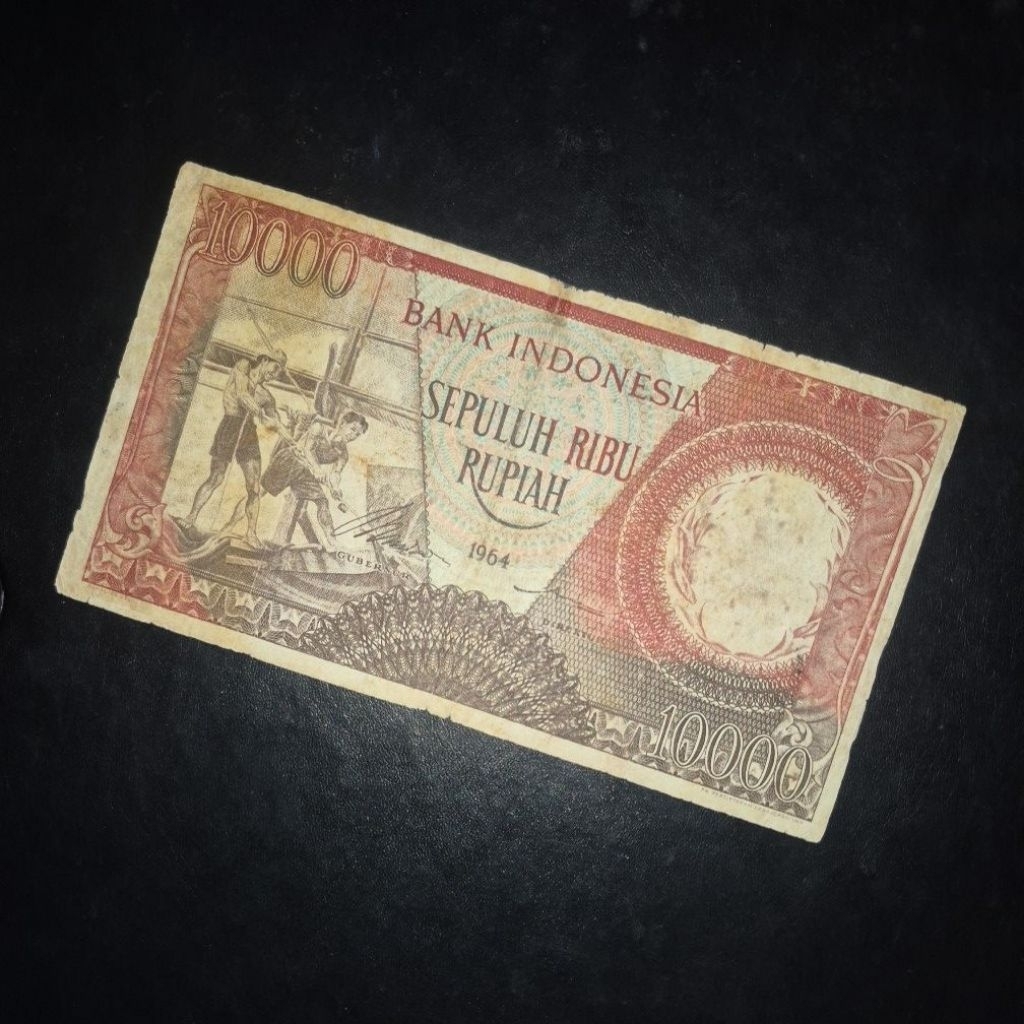 10000
BANK INDONESIA
SEPULUH RIBU
RUPIAH
1964
10000